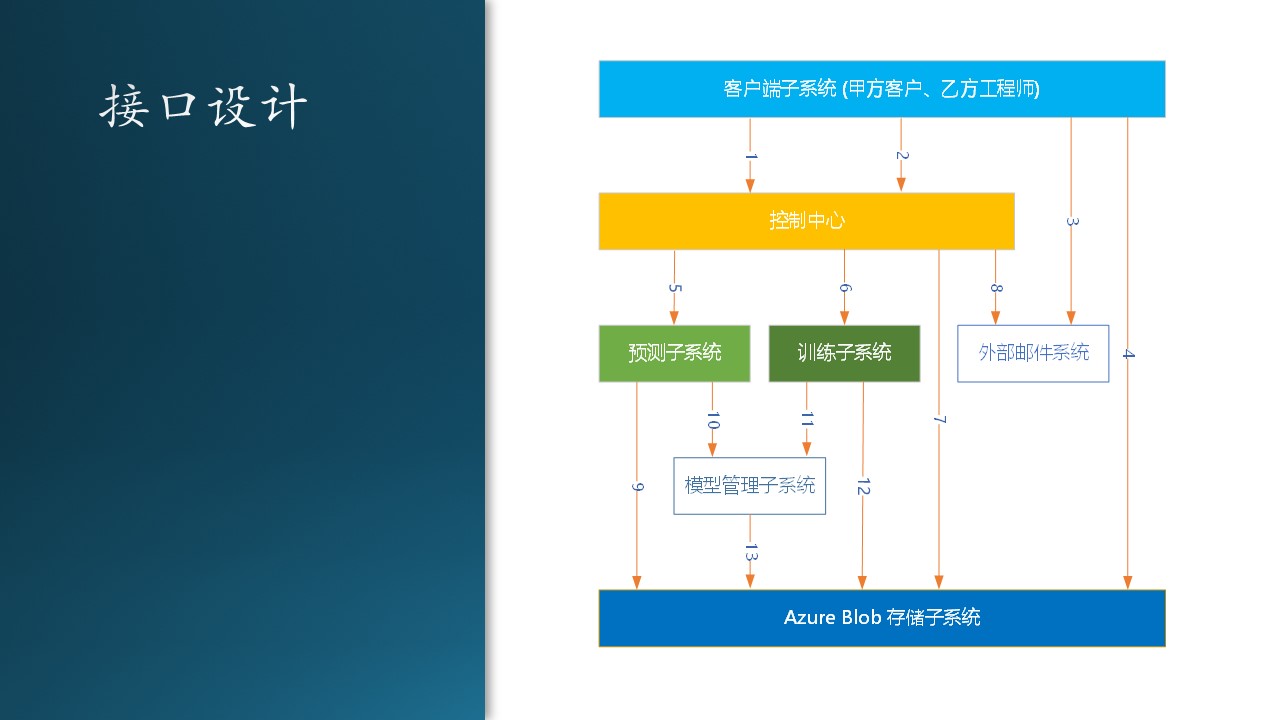 接口设计
客户端子系统 (甲方客户、乙方工程师)
1
2
3
控制中心
5
6
8
预测子系统
训练子系统
外部邮件系统
4
10
11
7
9
模型管理子系统
12
13
Azure Blob 存储子系统